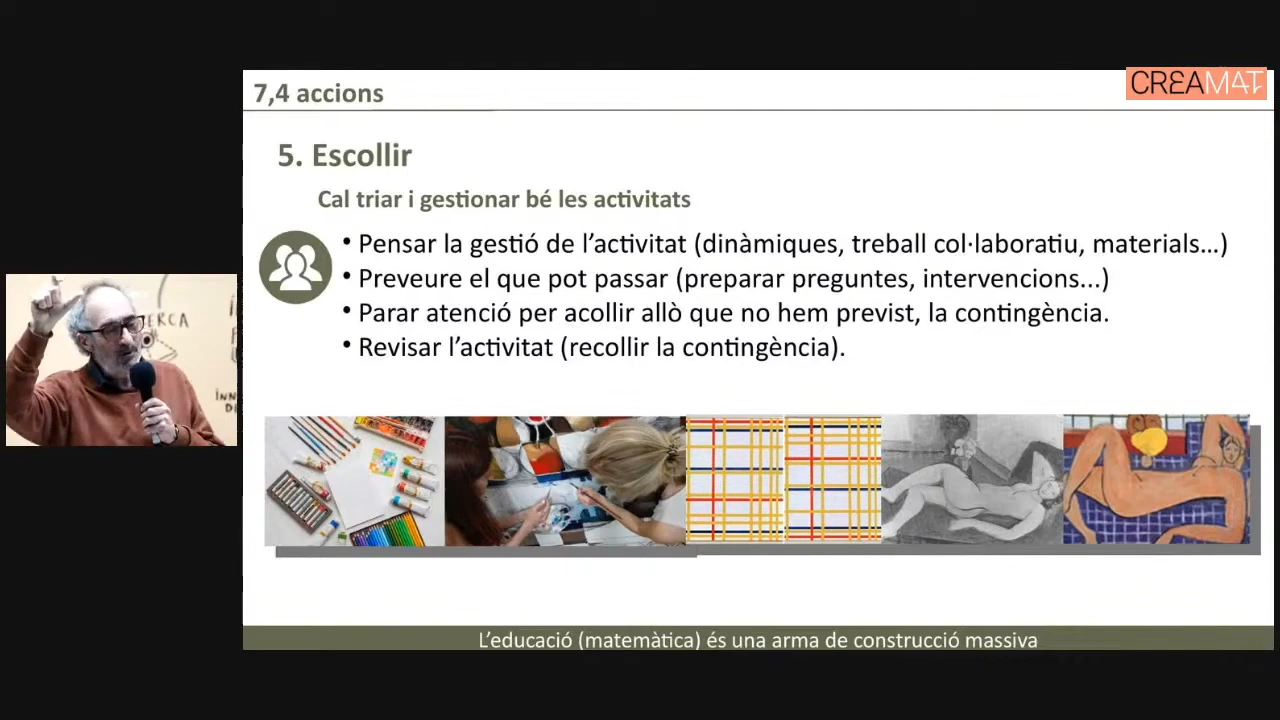 7,4 accions
CREAMAT
5. Escollir
Cal triar i gestionar bé les activitats
• Pensar la gestió de l’activitat (dinàmiques, treball col·laboratiu, materials...)
• Preveure el que pot passar (preparar preguntes, intervencions...)
• Parar atenció per acollir allò que no hem previst, la contingència.
• Revisar l’activitat (recollir la contingència).
ERCA
L’educació (matemàtica) és una arma de construcció massiva